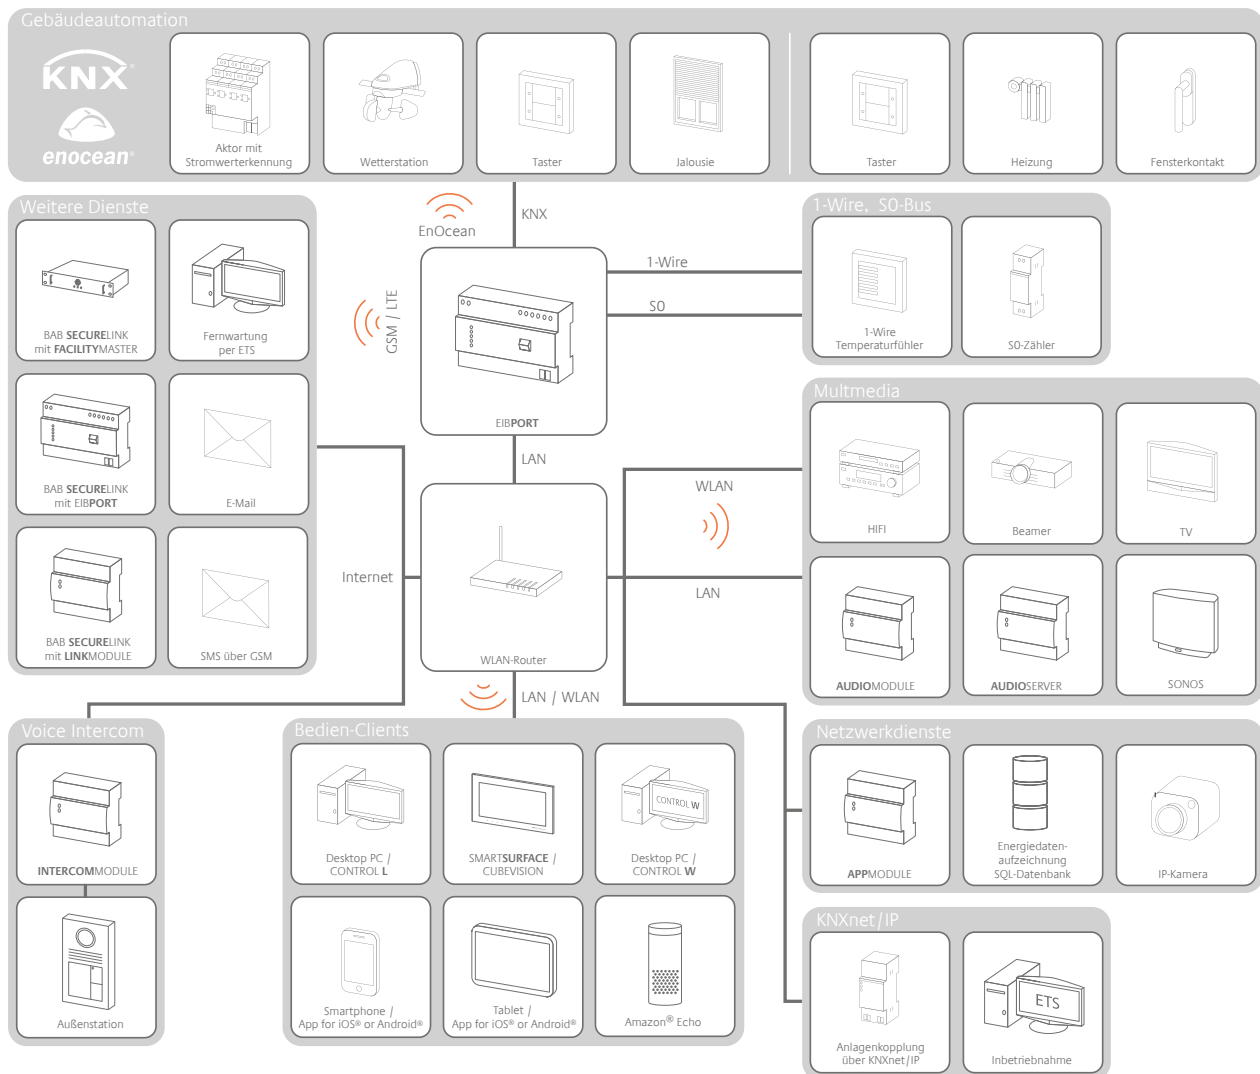 Gebäudeautomation
KNX®
enocean®
Aktor mit
Stromwerterkennung
Wetterstation
Taster
Jalousie
Taster
Heizung
Fensterkontakt
EnOcean
KNX
Weitere Dienste
BAB SECURELINK
mit FACILITYMASTER
Fernwartung
per ETS
BAB SECURELINK
mit EIBPORT
E-Mail
BAB SECURELINK
mit LINKMODULE
SMS über GSM
GSM / LTE
EIBPORT
1-Wire
S0
1-Wire, S0-Bus
1-Wire
Temperaturfühler
S0-Zähler
LAN
Internet
WLAN-Router
WLAN
LAN
Multmedia
HIFI
Beamer
TV
AUDIOMODULE
AUDIOSERVER
SONOS
LAN / WLAN
Voice Intercom
INTERCOMMODULE
Außenstation
Bedien-Clients
Desktop PC /
CONTROL L
SMARTSURFACE /
CUBEVISION
CONTROL W
Desktop PC /
CONTROL W
Smartphone /
App for iOS® or Android®
Tablet /
App for iOS® or Android®
Amazon® Echo
Netzwerkdienste
APPMODULE
Energiedaten-
aufzeichnung
SQL-Datenbank
IP-Kamera
KNXnet/IP
Anlagenkopplung
über KNXnet/IP
ETS
Inbetriebnahme